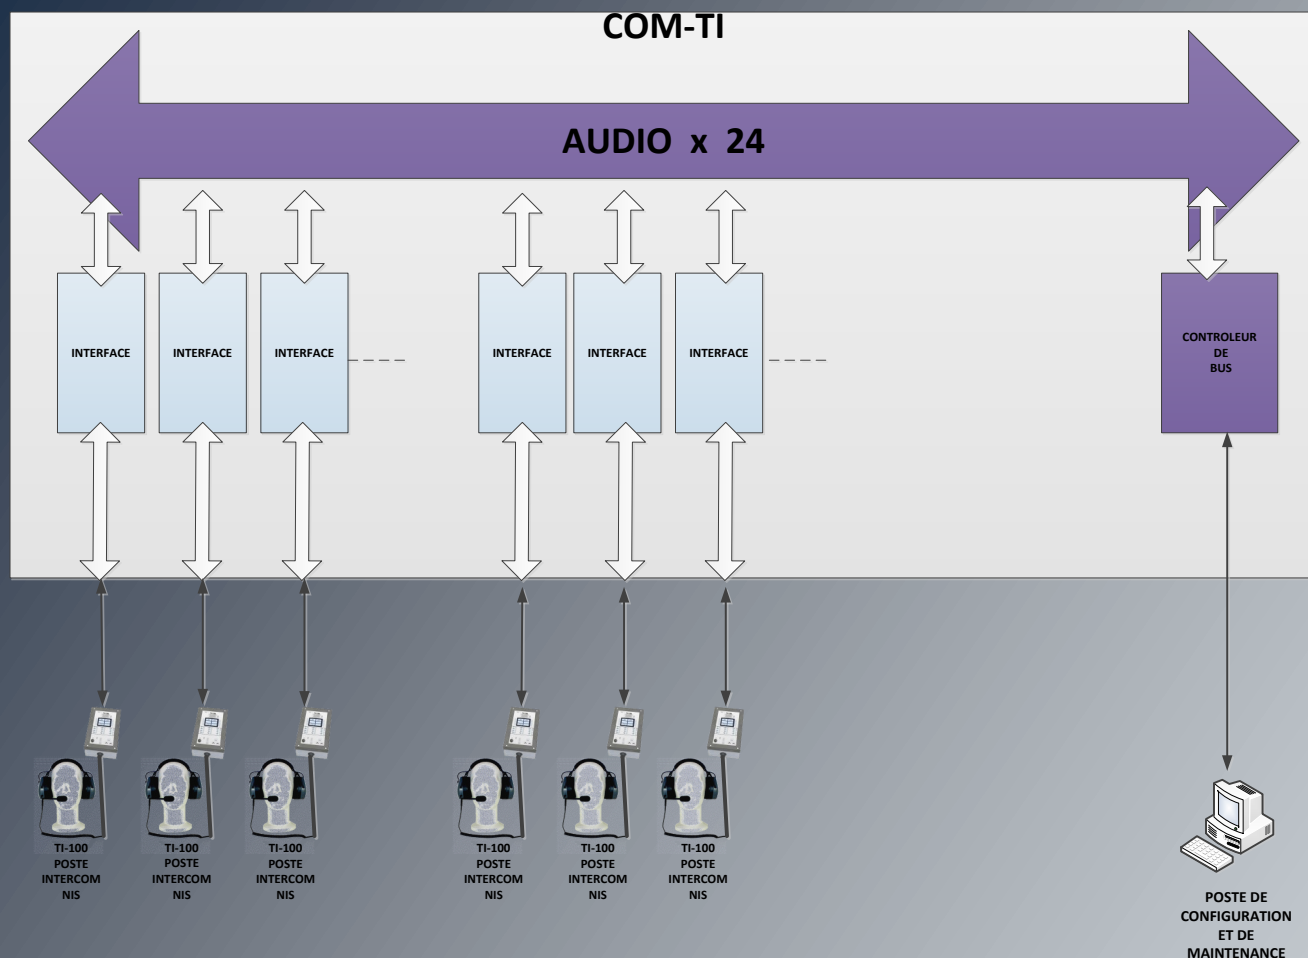 COM-TI
AUDIO x 24
INTERFACE
INTERFACE
INTERFACE
INTERFACE
INTERFACE
INTERFACE
CONTROLEUR
DE
BUS
TI-100
POSTE
INTERCOM
NIS
TI-100
POSTE
INTERCOM
NIS
TI-100
POSTE
INTERCOM
NIS
TI-100
POSTE
INTERCOM
NIS
TI-100
POSTE
INTERCOM
NIS
TI-100
POSTE
INTERCOM
NIS
POSTE DE
CONFIGURATION
ET DE
MAINTENANCE